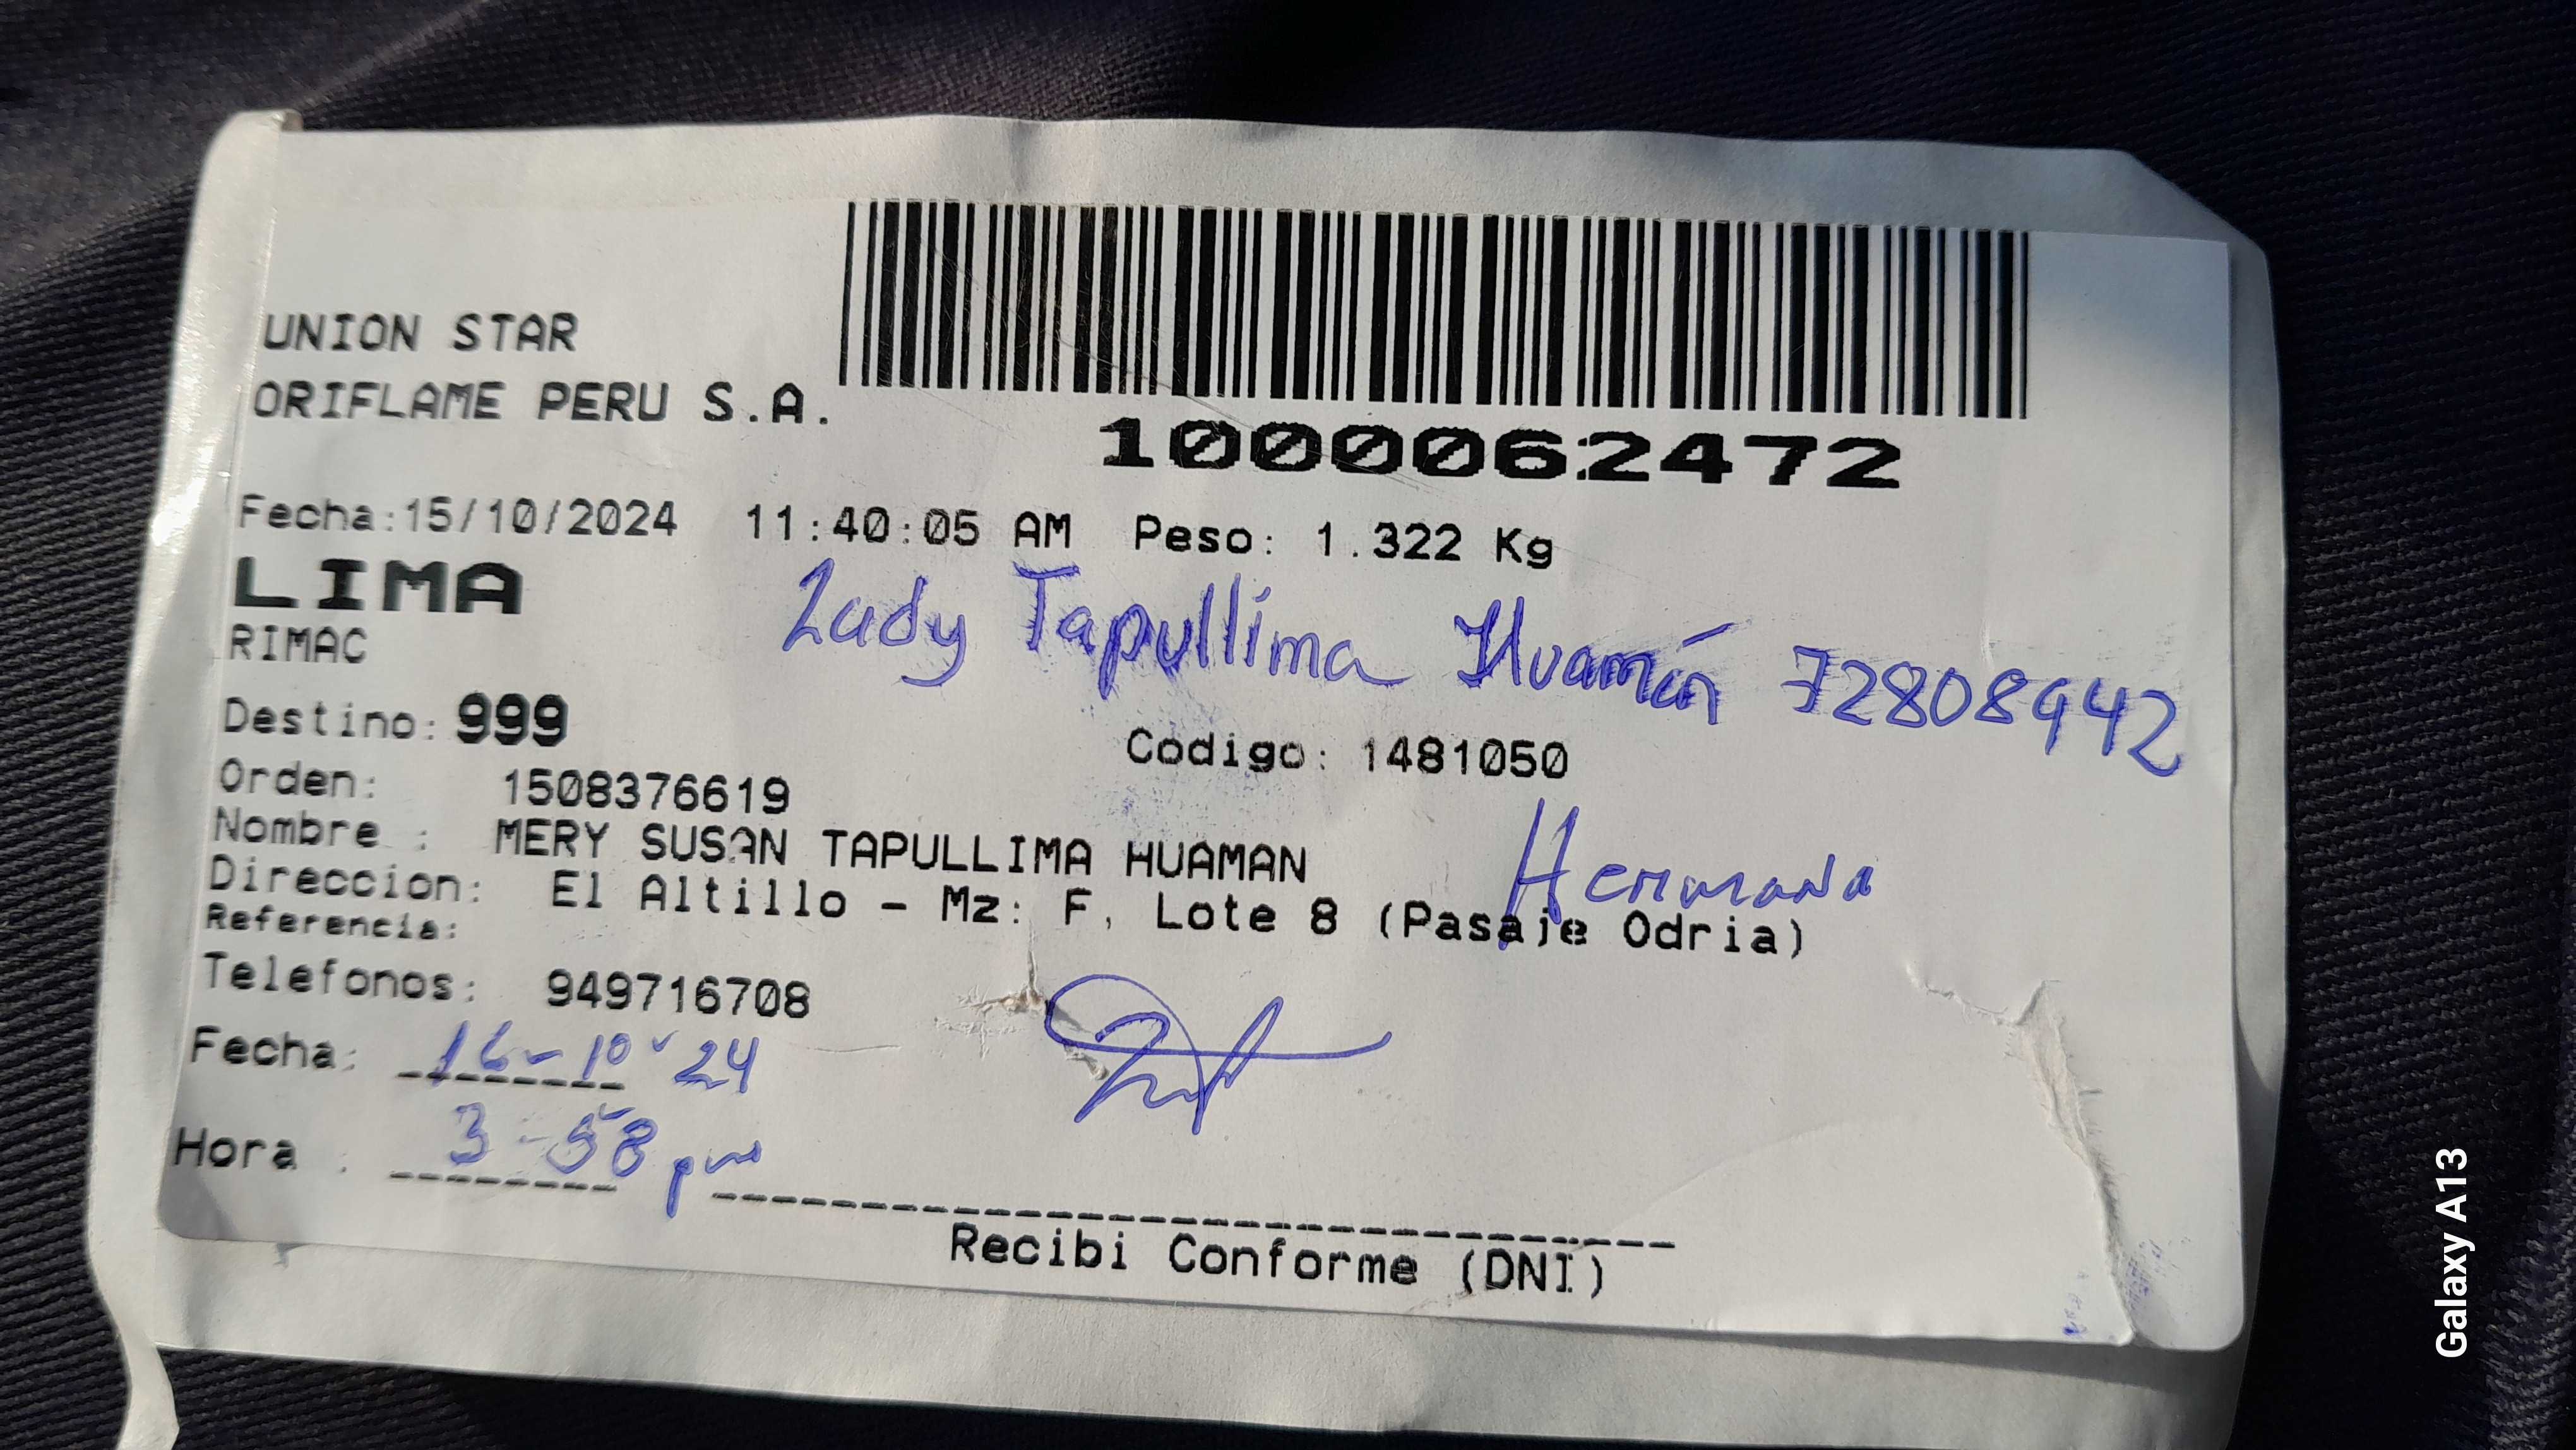 UNION STAR
ORIFLAME PERU S.A.
1000062472
Fecha:15/10/2024 11:40:05 AM Peso: 1.322 Kg
LIMA
RIMAC
Lady Tapullima Huamán 72808942
Destino: 999
Codigo: 1481050
Orden: 1508376619
Nombre : MERY SUSAN TAPULLIMA HUAMAN
Hermana
Direccion: El Altillo - Mz: F, Lote 8 (Pasaje Odria)
Referencia:
Telefonos: 949716708
Fecha: 16-10-24
Hora : 3-58 pm
Recibi Conforme (DNI)
Galaxy A13